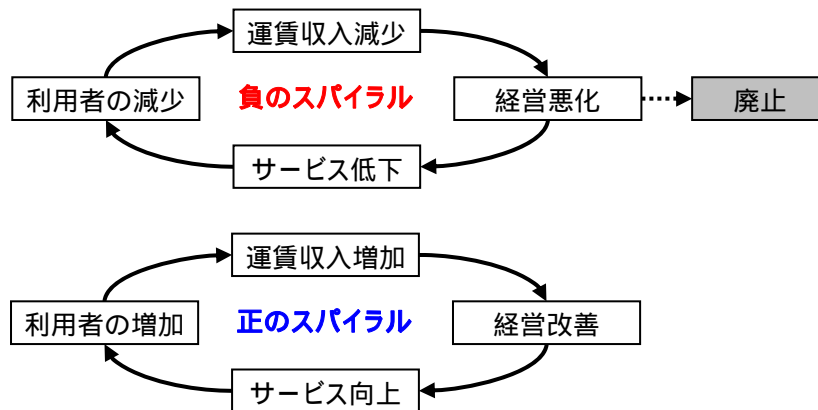 運賃収入減少
利用者の減少
負のスパイラル
経営悪化
廃止
サービス低下
運賃収入増加
利用者の増加
正のスパイラル
経営改善
サービス向上